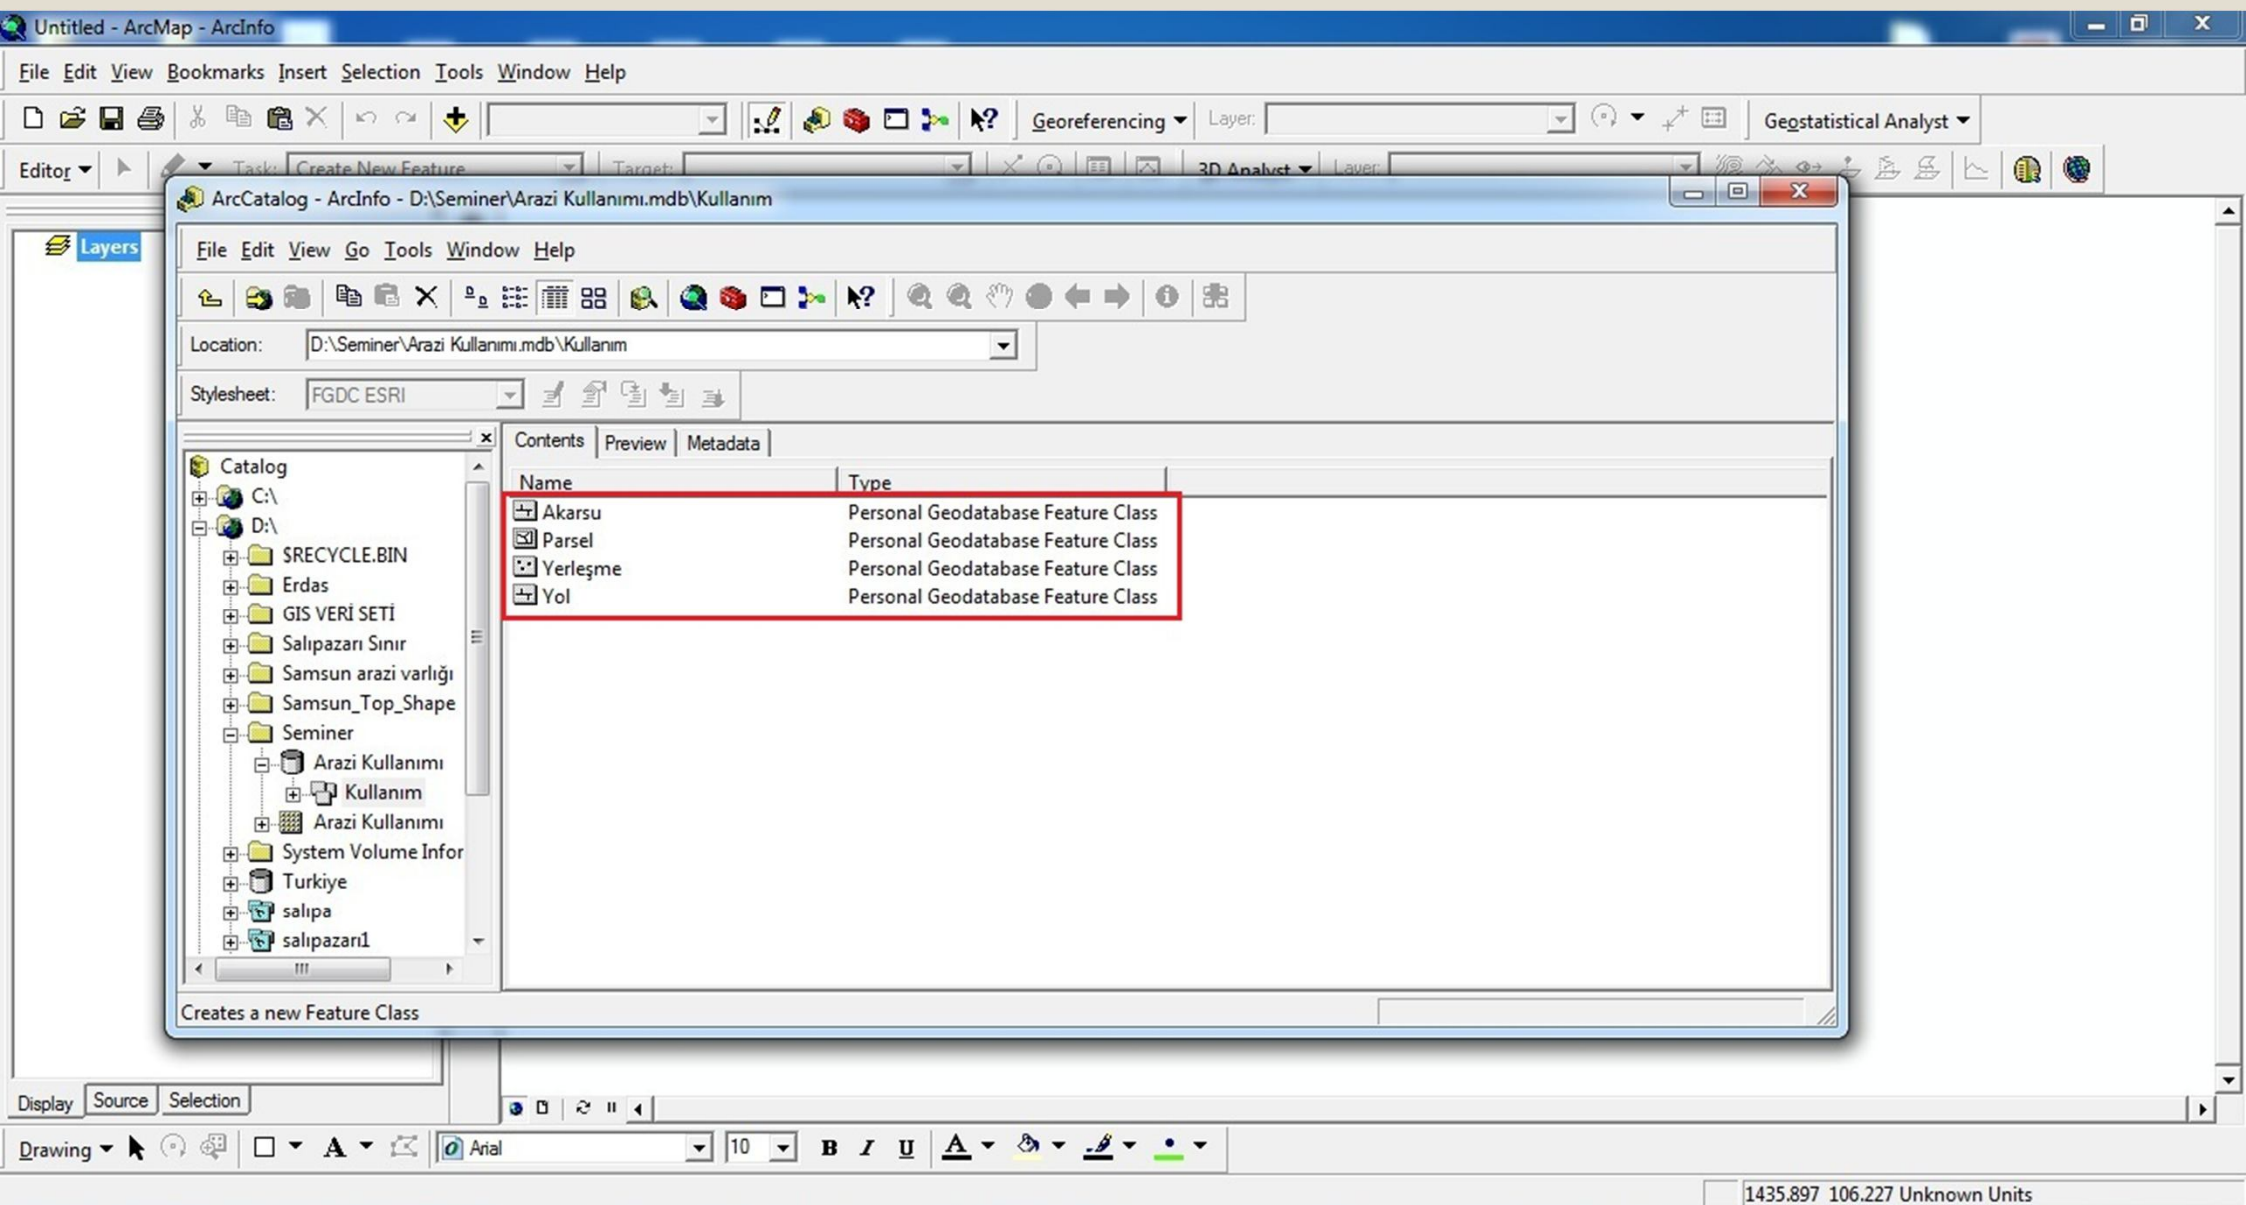 Untitled - ArcMap - ArcInfo
File Edit View Bookmarks Insert Selection Tools Window Help
Georeferencing Layer: Geostatistical Analyst
Editor Task: Create New Feature Target: 3D Analyst Layer:
ArcCatalog - ArcInfo - D:\Seminer\Arazi Kullanımı.mdb\Kullanım
Layers
File Edit View Go Tools Window Help
Location: D:\Seminer\Arazi Kullanımı.mdb\Kullanım
Stylesheet: FGDC ESRI
Contents Preview Metadata
Catalog
C:\
D:\
$RECYCLE.BIN
Erdas
GIS VERİ SETİ
Salıpazarı Sınır
Samsun arazi varlığı
Samsun_Top_Shape
Seminer
Arazi Kullanımı
Kullanım
Arazi Kullanımı
System Volume Infor
Turkiye
salıpa
salıpazarı1
Name Type
Akarsu Personal Geodatabase Feature Class
Parsel Personal Geodatabase Feature Class
Yerleşme Personal Geodatabase Feature Class
Yol Personal Geodatabase Feature Class
Creates a new Feature Class
Display Source Selection
Drawing A Arial 10 B I U A
1435.897 106.227 Unknown Units